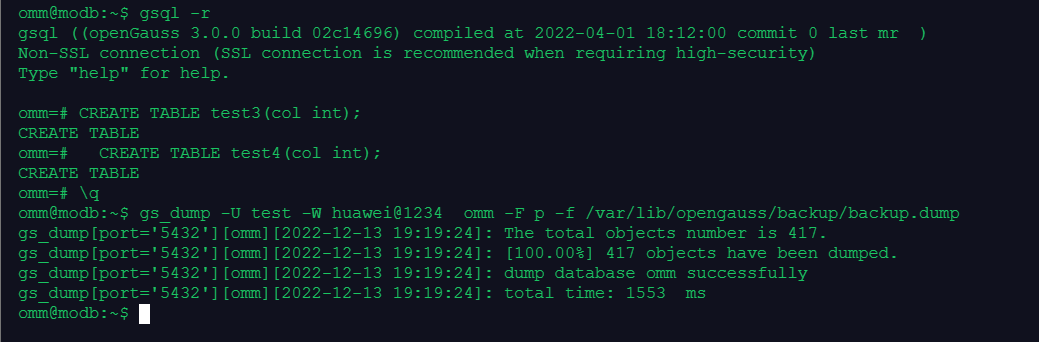 omm@modb:~$ gsql -r
gsql ((openGauss 3.0.0 build 02c14696) compiled at 2022-04-01 18:12:00 commit 0 last mr  )
Non-SSL connection (SSL connection is recommended when requiring high-security)
Type "help" for help.

omm=# CREATE TABLE test3(col int);
CREATE TABLE
omm=#   CREATE TABLE test4(col int);
CREATE TABLE
omm=# \q
omm@modb:~$ gs_dump -U test -W huawei@1234  omm -F p -f /var/lib/opengauss/backup/backup.dump
gs_dump[port='5432'][omm][2022-12-13 19:19:24]: The total objects number is 417.
gs_dump[port='5432'][omm][2022-12-13 19:19:24]: [100.00%] 417 objects have been dumped.
gs_dump[port='5432'][omm][2022-12-13 19:19:24]: dump database omm successfully
gs_dump[port='5432'][omm][2022-12-13 19:19:24]: total time: 1553  ms
omm@modb:~$